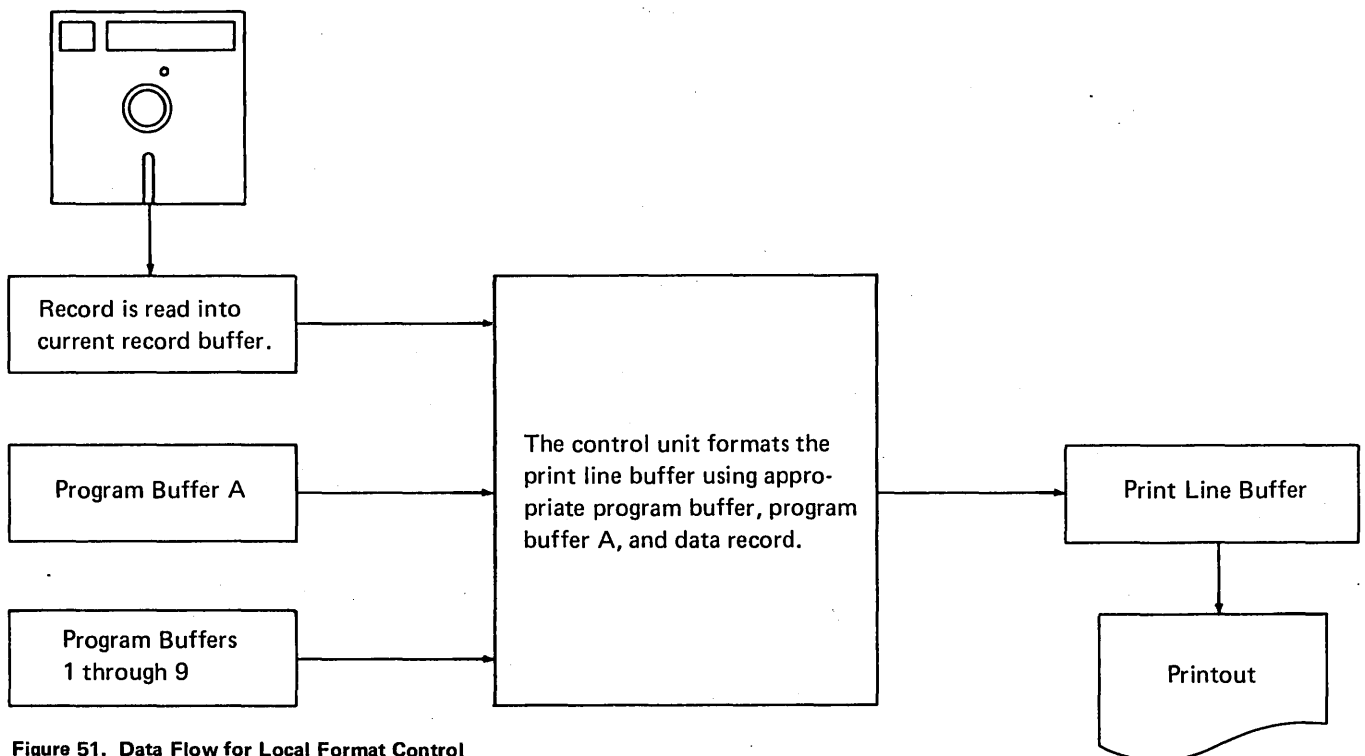 Record is read into
current record buffer.
Program Buffer A
Program Buffers
1 through 9
The control unit formats the
print line buffer using appro-
priate program buffer, program
buffer A, and data record.
Print Line Buffer
Printout
Figure 51. Data Flow for Local Format Control